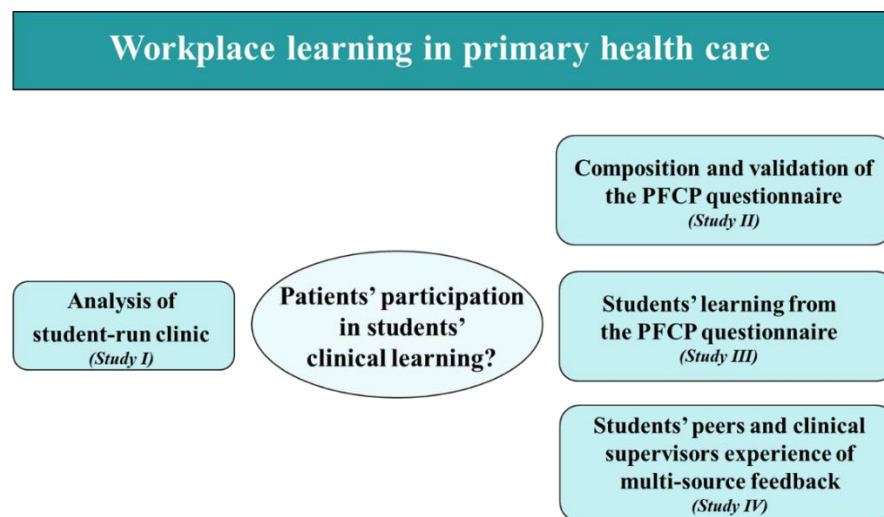 Workplace learning in primary health care
Analysis of
student-run clinic
(Study I)
Patients' participation
in students'
clinical learning?
Composition and validation of
the PFCP questionnaire
(Study II)
Students' learning from
the PFCP questionnaire
(Study III)
Students' peers and clinical
supervisors experience of
multi-source feedback
(Study IV)